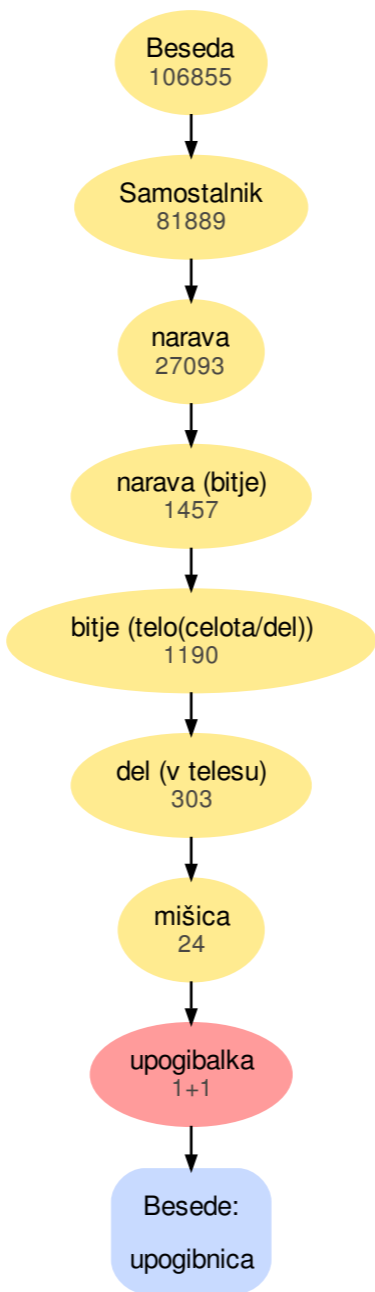 Beseda
106855
Samostalnik
81889
narava
27093
narava (bitje)
1457
bitje (telo(celota/del))
1190
del (v telesu)
303
mišica
24
upogibalka
1+1
Besede:
upogibnica